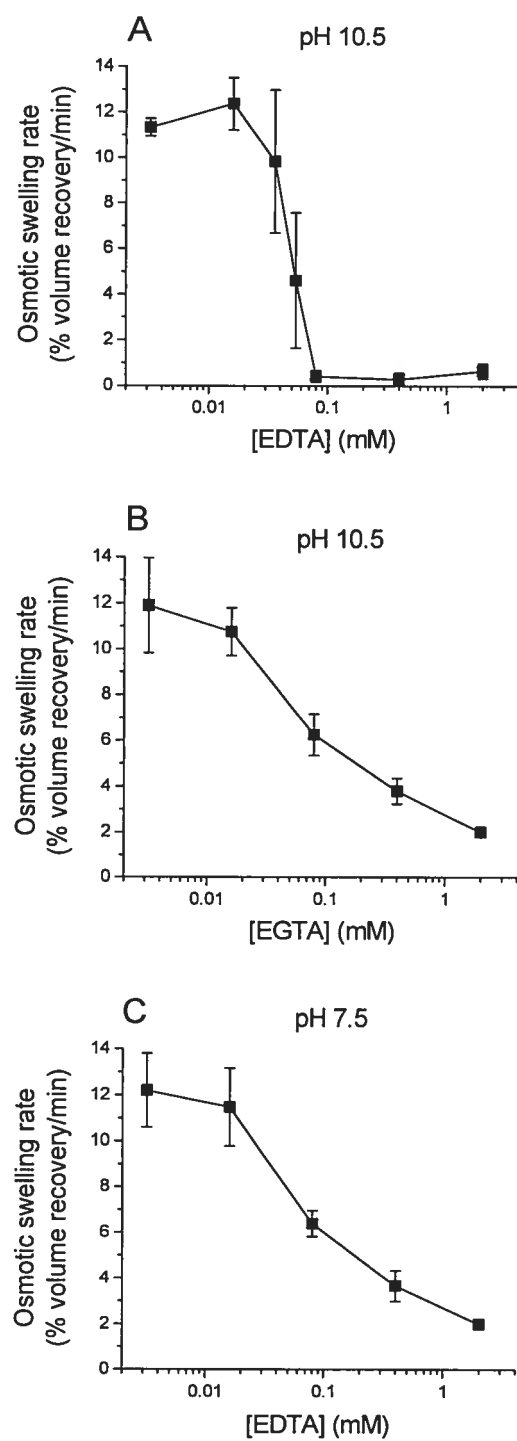 A
pH 10.5
Osmotic swelling rate
(% volume recovery/min)
14
12
10
8
6
4
2
0
0.01
0.1
1
[EDTA] (mM)
B
pH 10.5
Osmotic swelling rate
(% volume recovery/min)
14
12
10
8
6
4
2
0
0.01
0.1
1
[EGTA] (mM)
C
pH 7.5
Osmotic swelling rate
(% volume recovery/min)
14
12
10
8
6
4
2
0
0.01
0.1
1
[EDTA] (mM)